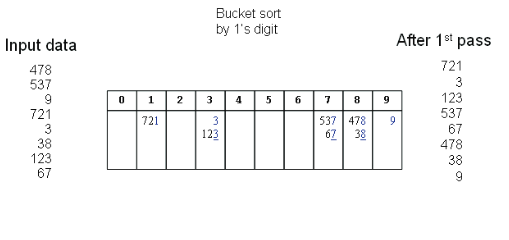 Bucket sort
by 1's digit
Input data
478
537
9
721
3
38
123
67
0 1 2 3 4 5 6 7 8 9
721 3 537 478 9
123 67 38
After 1st pass
721
3
123
537
67
478
38
9